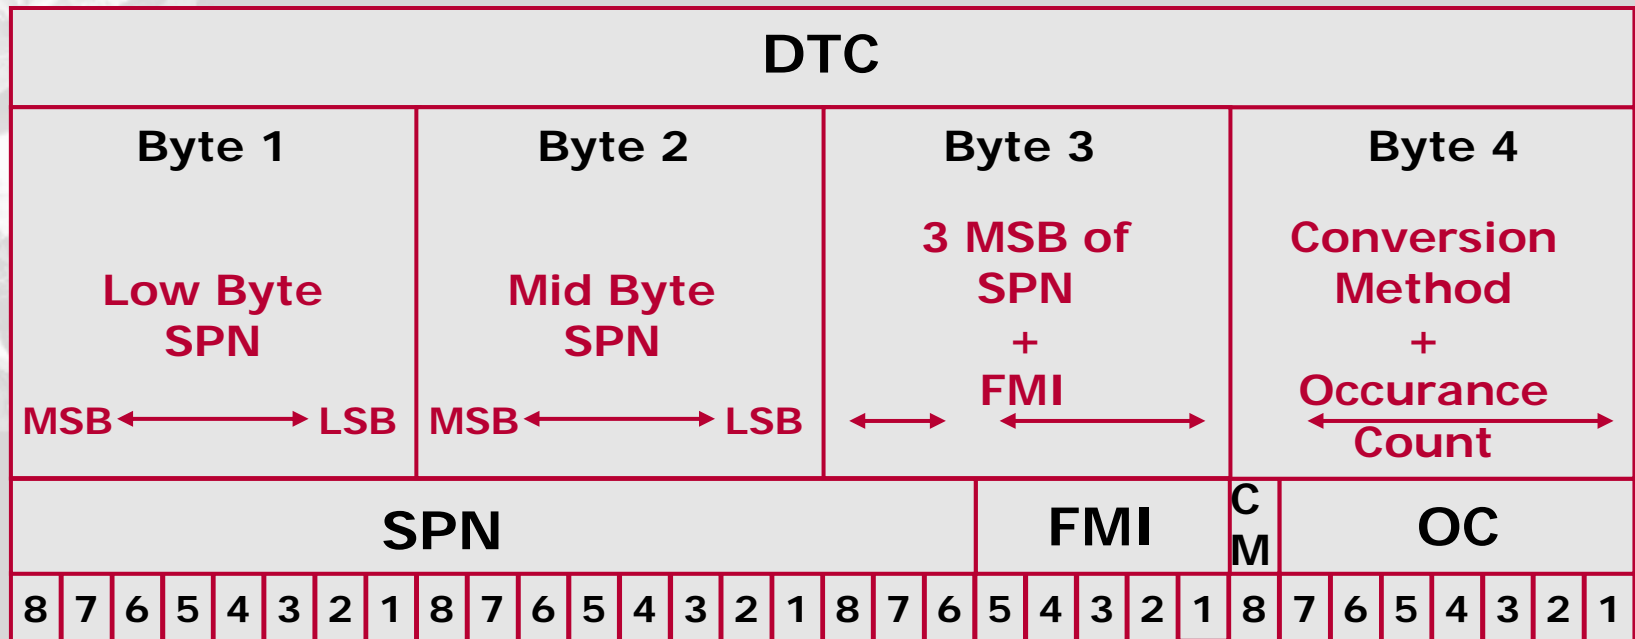 DTC
Byte 1
Low Byte
SPN
MSB LSB
Byte 2
Mid Byte
SPN
MSB LSB
Byte 3
3 MSB of
SPN
+
FMI
Byte 4
Conversion
Method
+
Occurance
Count
SPN
FMI
C
M
OC
8 7 6 5 4 3 2 1 8 7 6 5 4 3 2 1 8 7 6 5 4 3 2 1 8 7 6 5 4 3 2 1